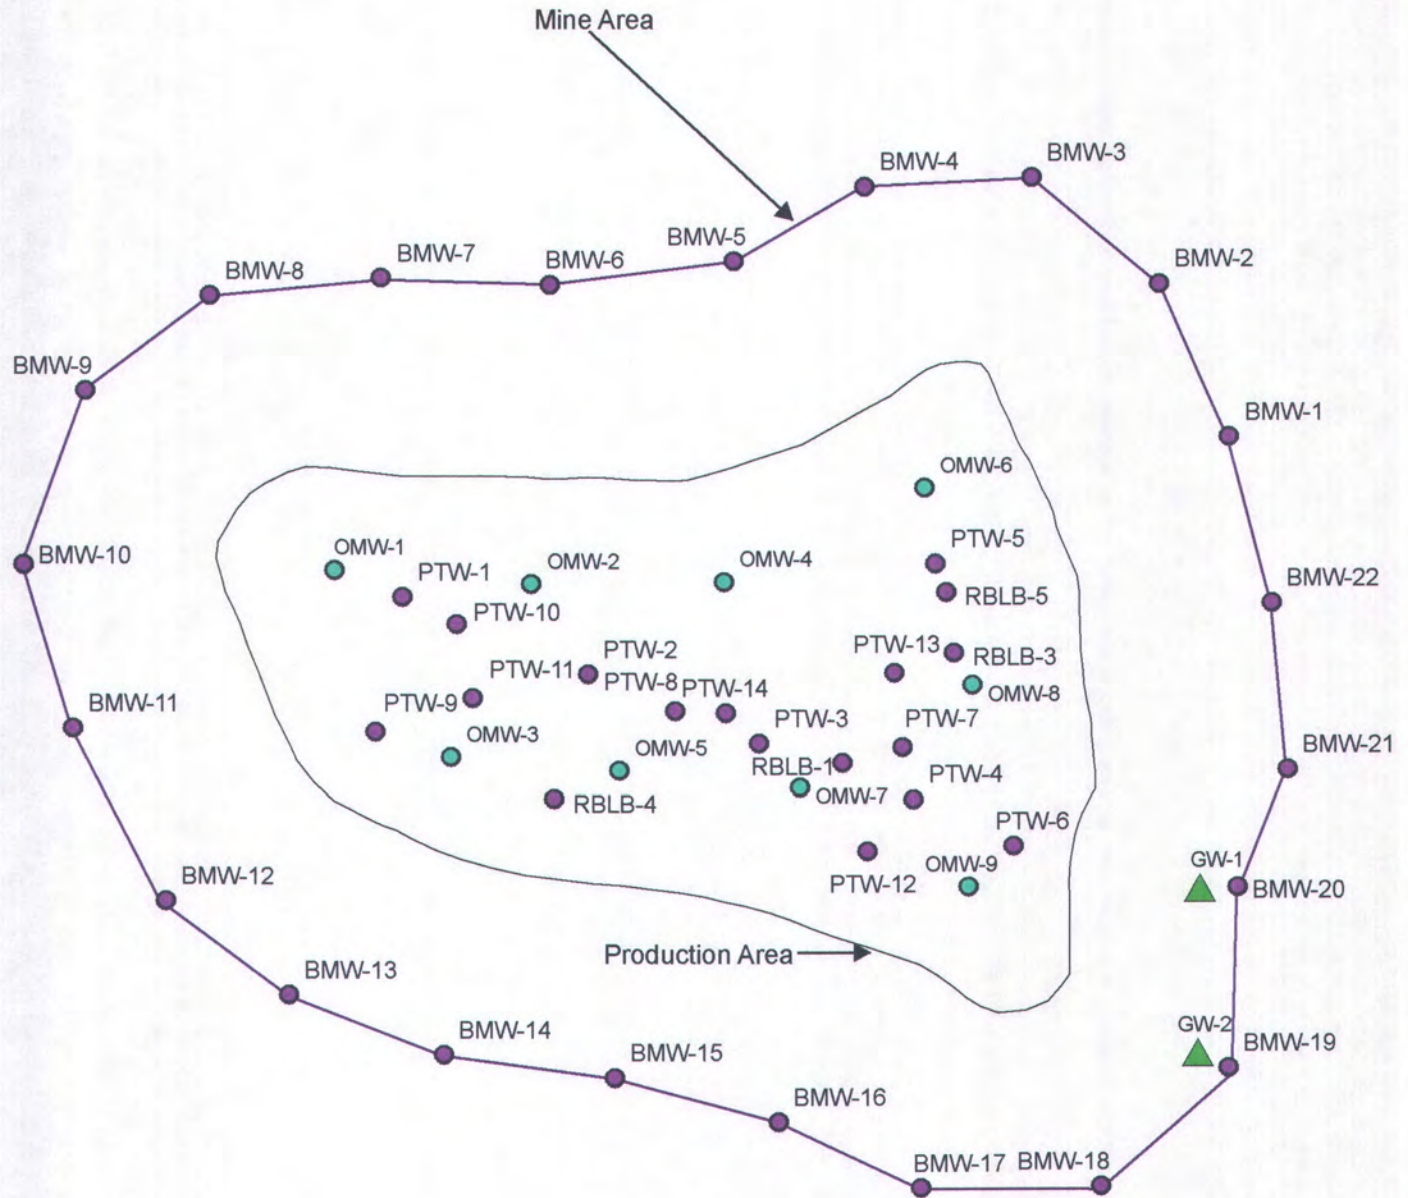 Mine Area
BMW-3
BMW-4
BMW-5
BMW-7
BMW-6
BMW-2
BMW-8
BMW-9
BMW-1
OMW-6
PTW-5
OMW-1
OMW-2
OMW-4
BMW-10
PTW-1
RBLB-5
BMW-22
PTW-10
PTW-13
PTW-2
RBLB-3
PTW-11
PTW-8
PTW-14
OMW-8
PTW-9
BMW-11
PTW-3
PTW-7
OMW-3
OMW-5
BMW-21
RBLB-1
PTW-4
OMW-7
RBLB-4
PTW-6
GW-1
OMW-9
BMW-12
PTW-12
BMW-20
Production Area
BMW-13
GW-2
BMW-14
BMW-15
BMW-19
BMW-16
BMW-17
BMW-18